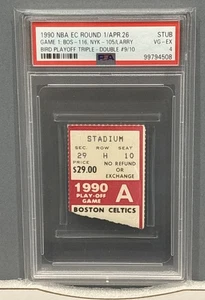 1990 NBA EC ROUND 1/APR.26 STUB
GAME 1: BOS-116, NYK-105/LARRY VG-EX
BIRD PLAYOFF TRIPLE-DOUBLE #9/10 4
PSA 99794508
STADIUM
SEC. ROW SEAT
29 H 10
PRICE NO REFUND
$29.00 OR
EXCHANGE
1990
PLAY-OFF
GAME
A
BOSTON CELTICS